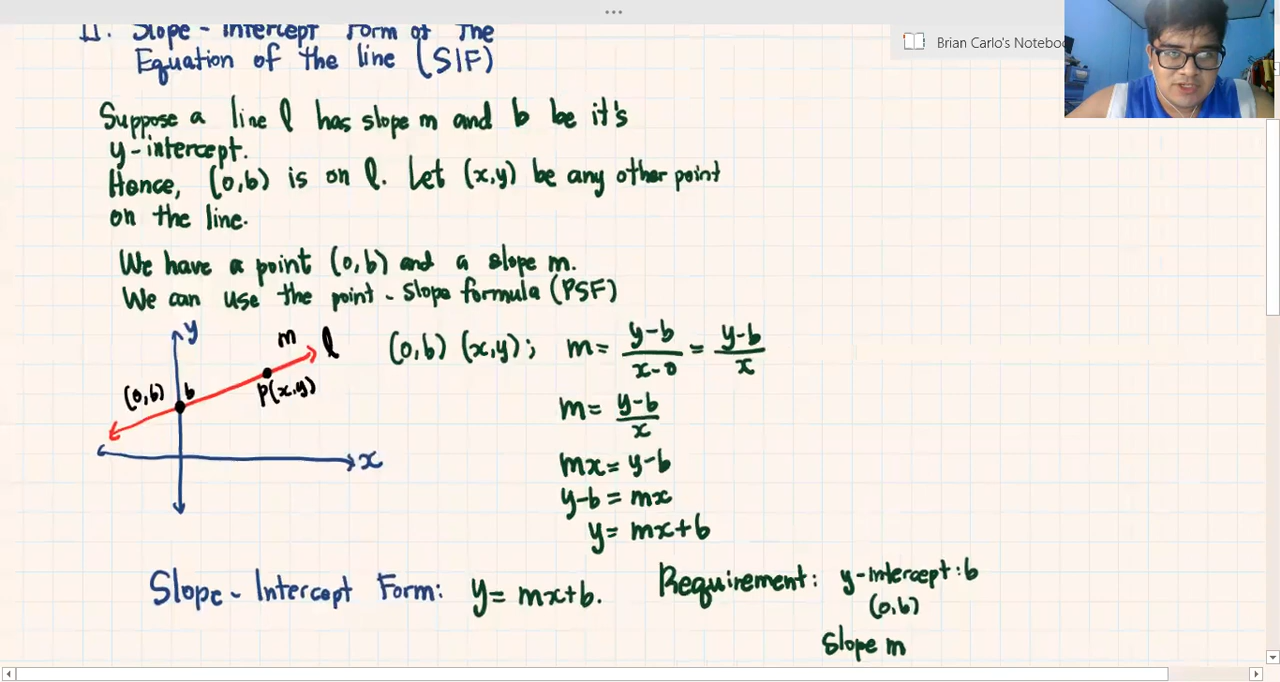 II. Slope - Intercept Form of the
Equation of the line (SIF)
Brian Carlo's Noteboo
Suppose a line l has slope m and b be it's
y-intercept.
Hence, (0,b) is on l. Let (x,y) be any other point
on the line.
We have a point (0,b) and a slope m.
We can use the point - slope formula (PSF)
y
m
l
(0,b)
b
P(x,y)
x
(0,b) (x,y); m = y-b/x-0 = y-b/x
m = y-b/x
mx = y-b
y-b = mx
y = mx+b
Slope - Intercept Form: y = mx+b.
Requirement: y-intercept: b
(0,b)
Slope m